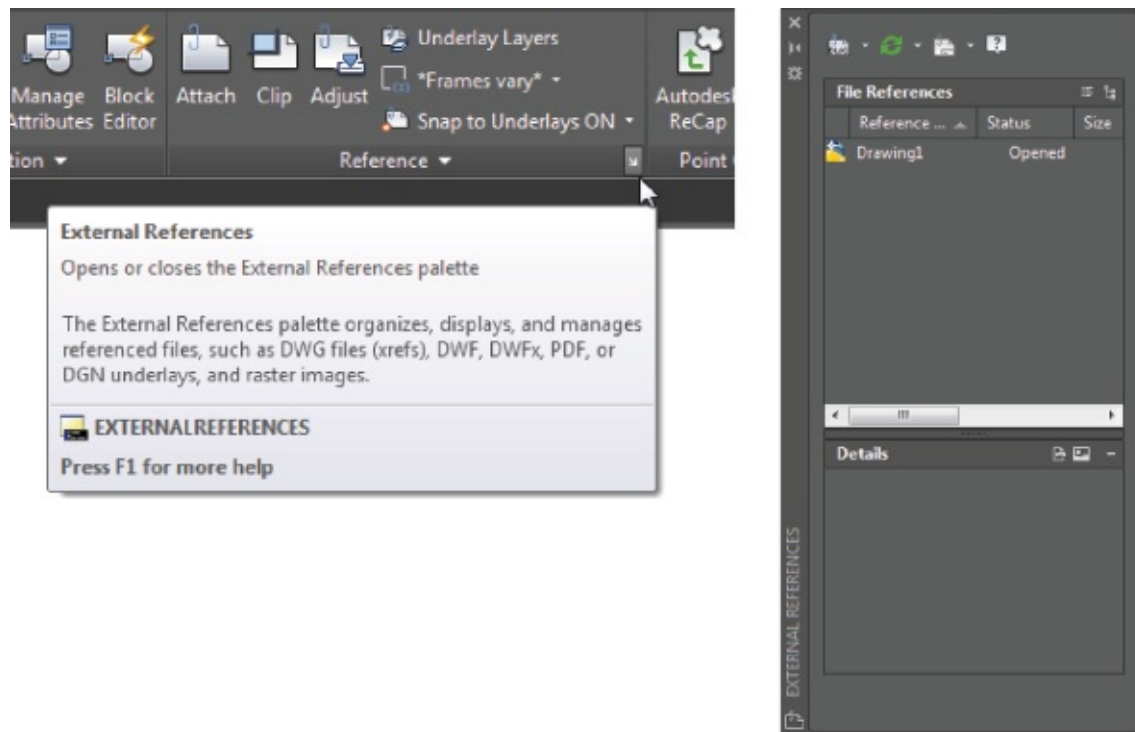 Underlay Layers
*Frames vary*
Manage Block Attach Clip Adjust
Attributes Editor
Snap to Underlays ON
Autodes
ReCap
tion
Reference
Point
External References
Opens or closes the External References palette
The External References palette organizes, displays, and manages
referenced files, such as DWG files (xrefs), DWF, DWFx, PDF, or
DGN underlays, and raster images.
EXTERNALREFERENCES
Press F1 for more help
File References
Reference ... Status Size
Drawing1 Opened
Details
EXTERNAL REFERENCES